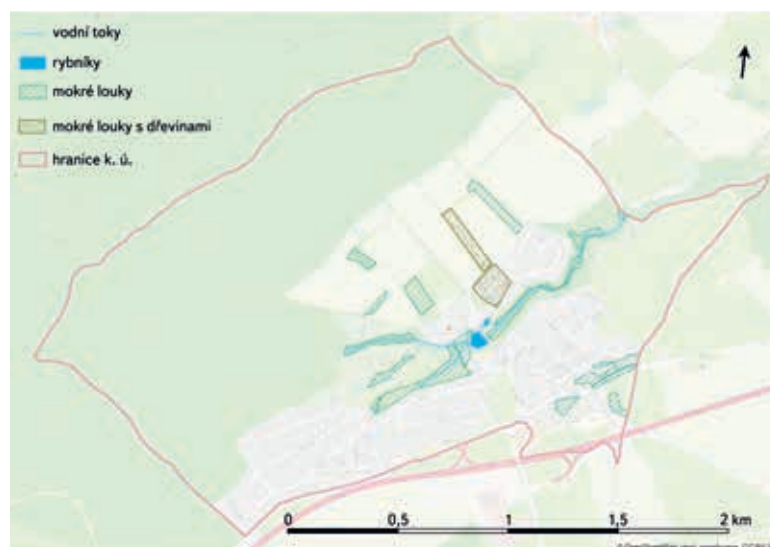 vodní toky
rybníky
mokré louky
mokré louky s dřevinami
hranice k. ú.
0 0,5 1 1,5 2 km